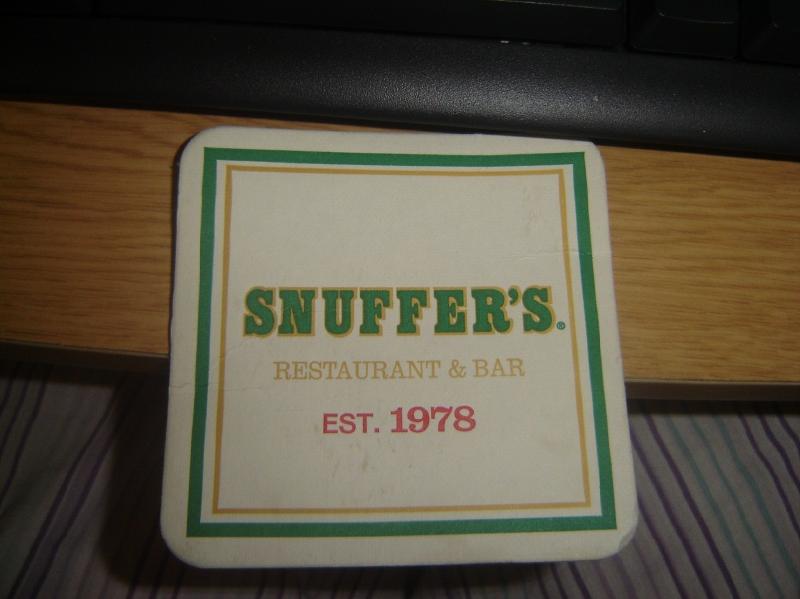 SNUFFER'S®
RESTAURANT & BAR
EST. 1978